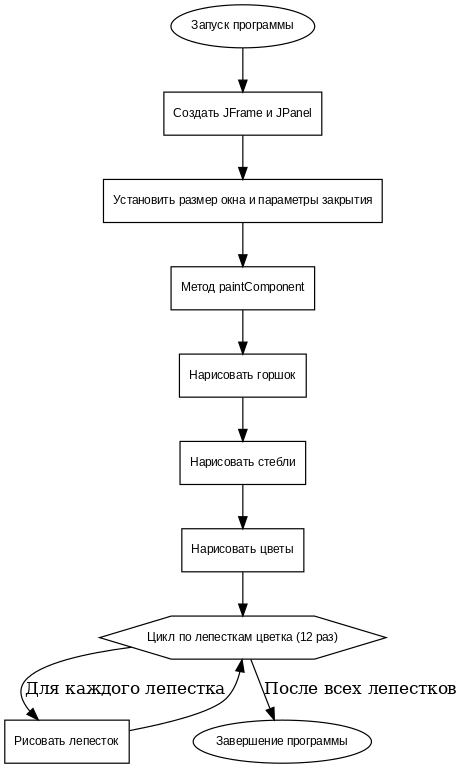 Запуск программы
Создать JFrame и JPanel
Установить размер окна и параметры закрытия
Метод paintComponent
Нарисовать горшок
Нарисовать стебли
Нарисовать цветы
Цикл по лепесткам цветка (12 раз)
Для каждого лепестка
После всех лепестков
Рисовать лепесток
Завершение программы